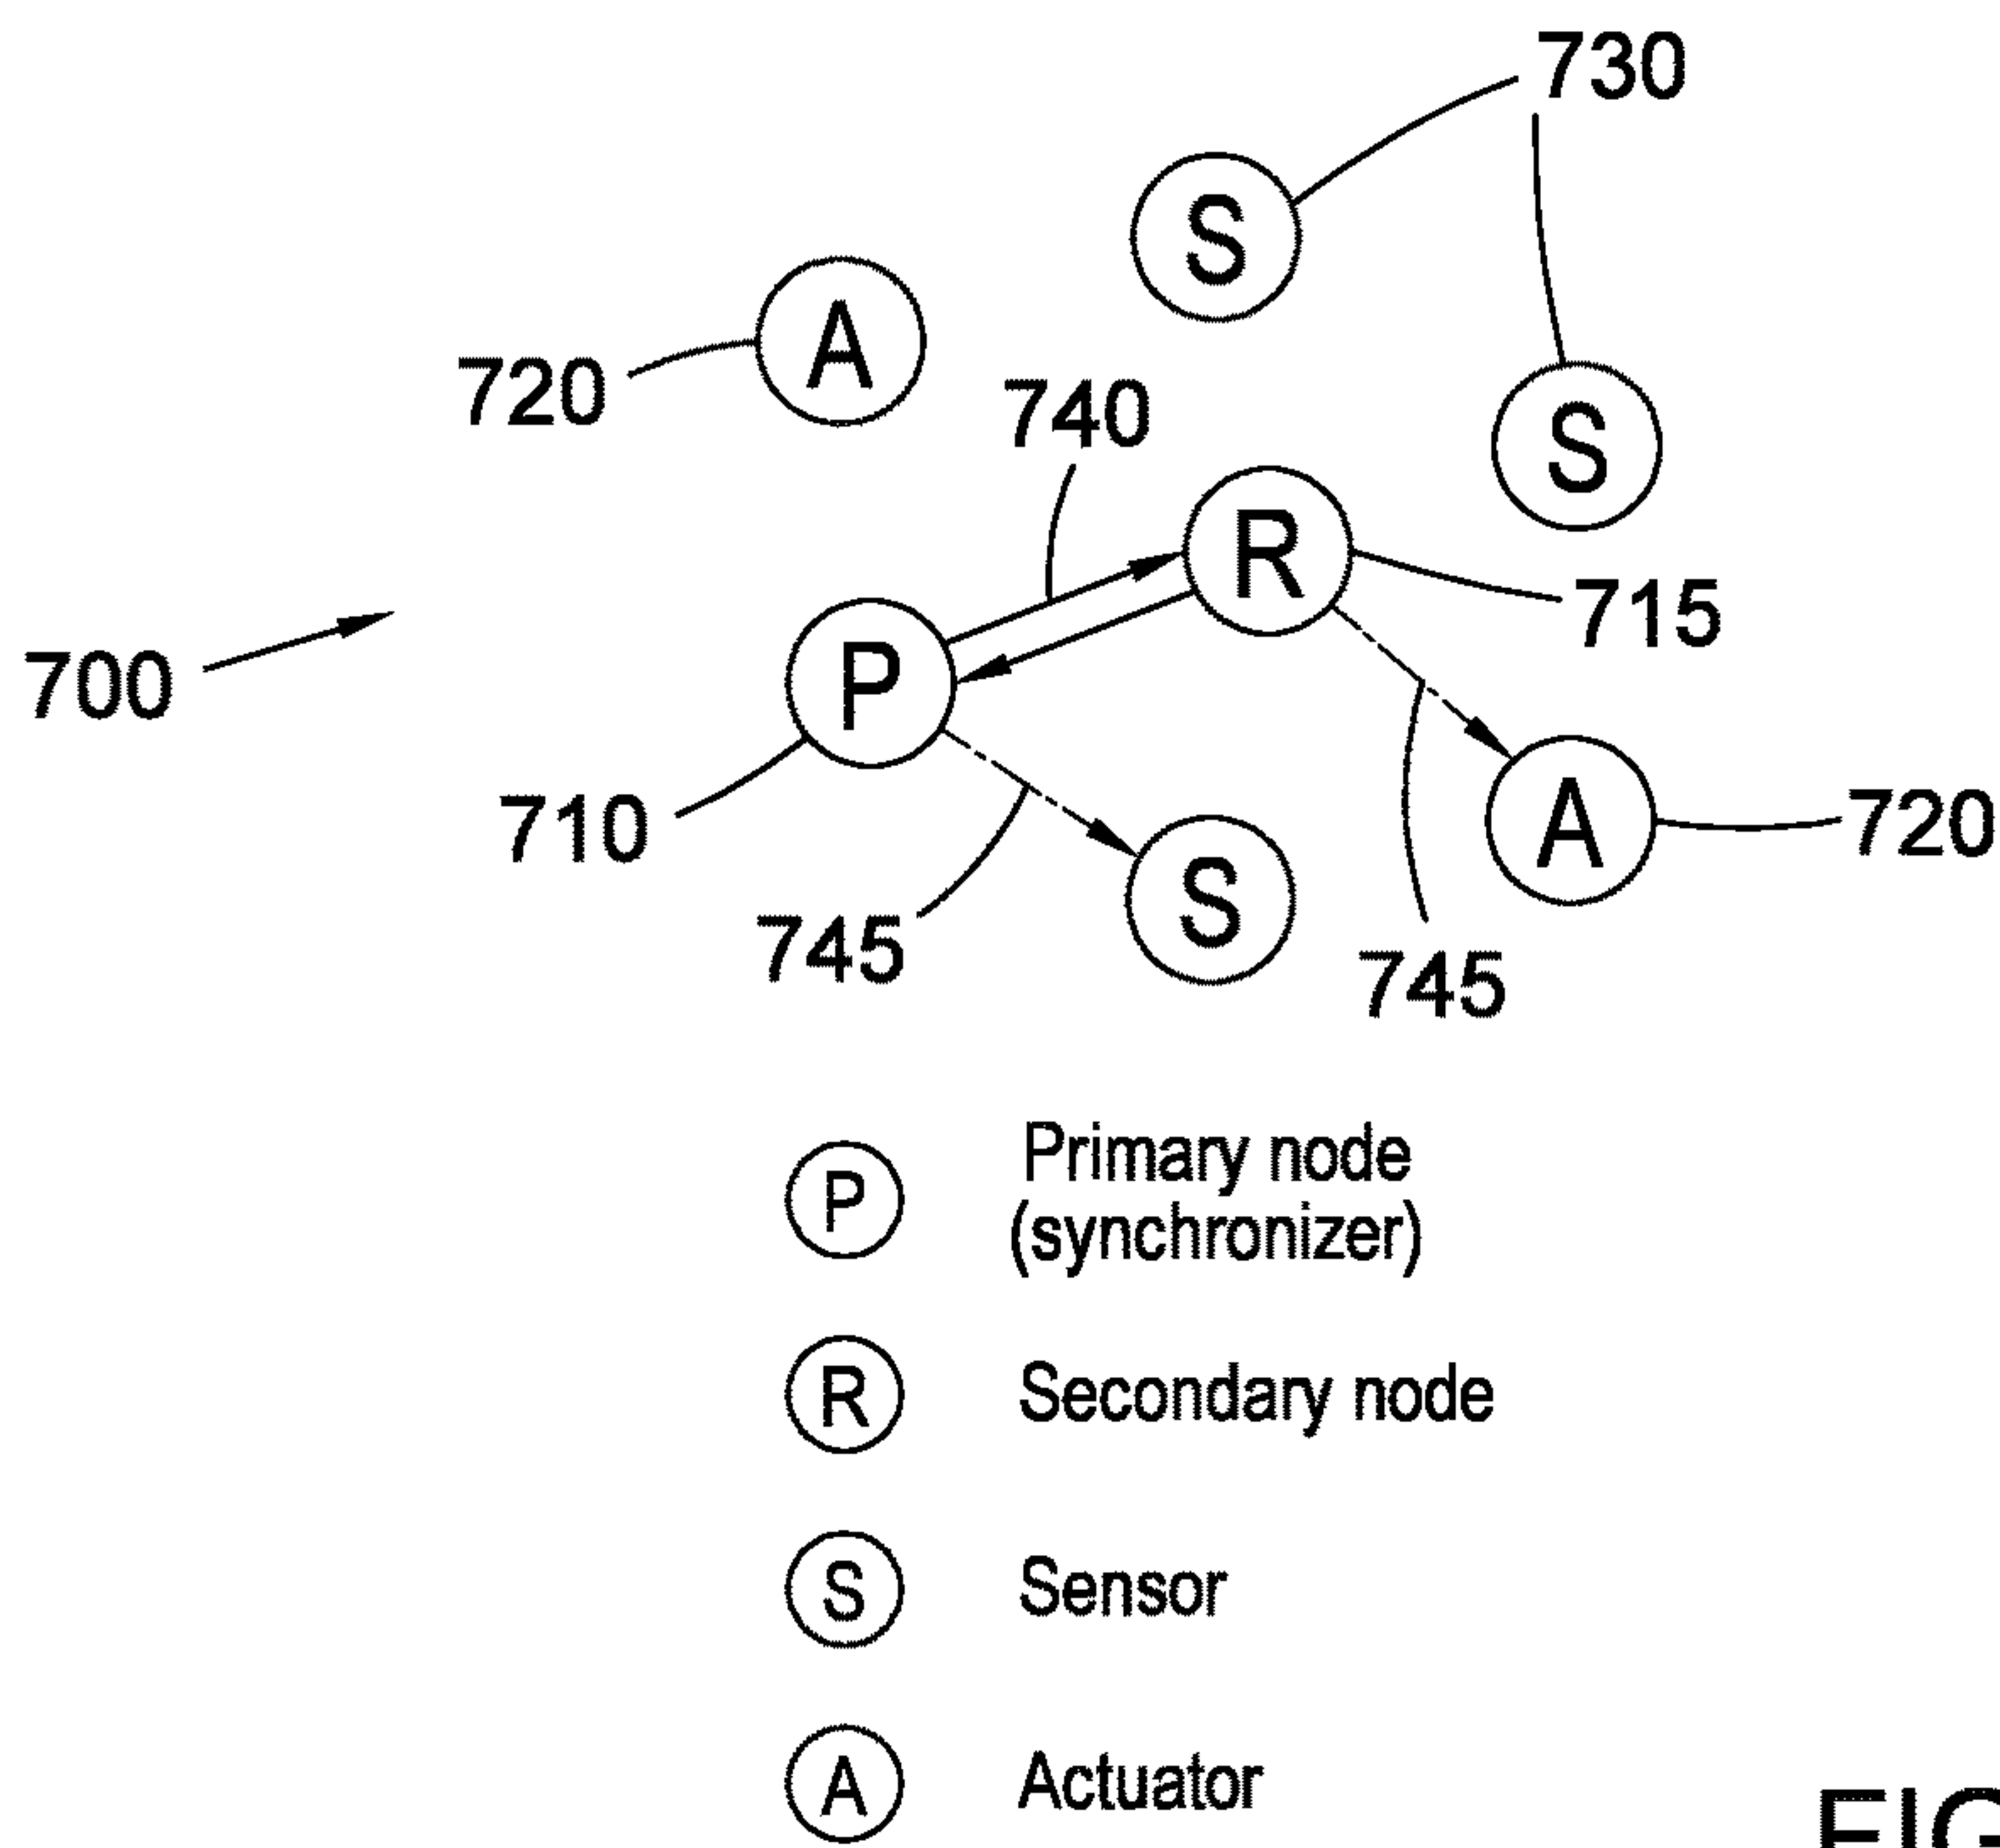 730
S
A
720
740
S
R
715
700
P
710
A
720
S
745
745
P Primary node
(synchronizer)
R Secondary node
S Sensor
A Actuator